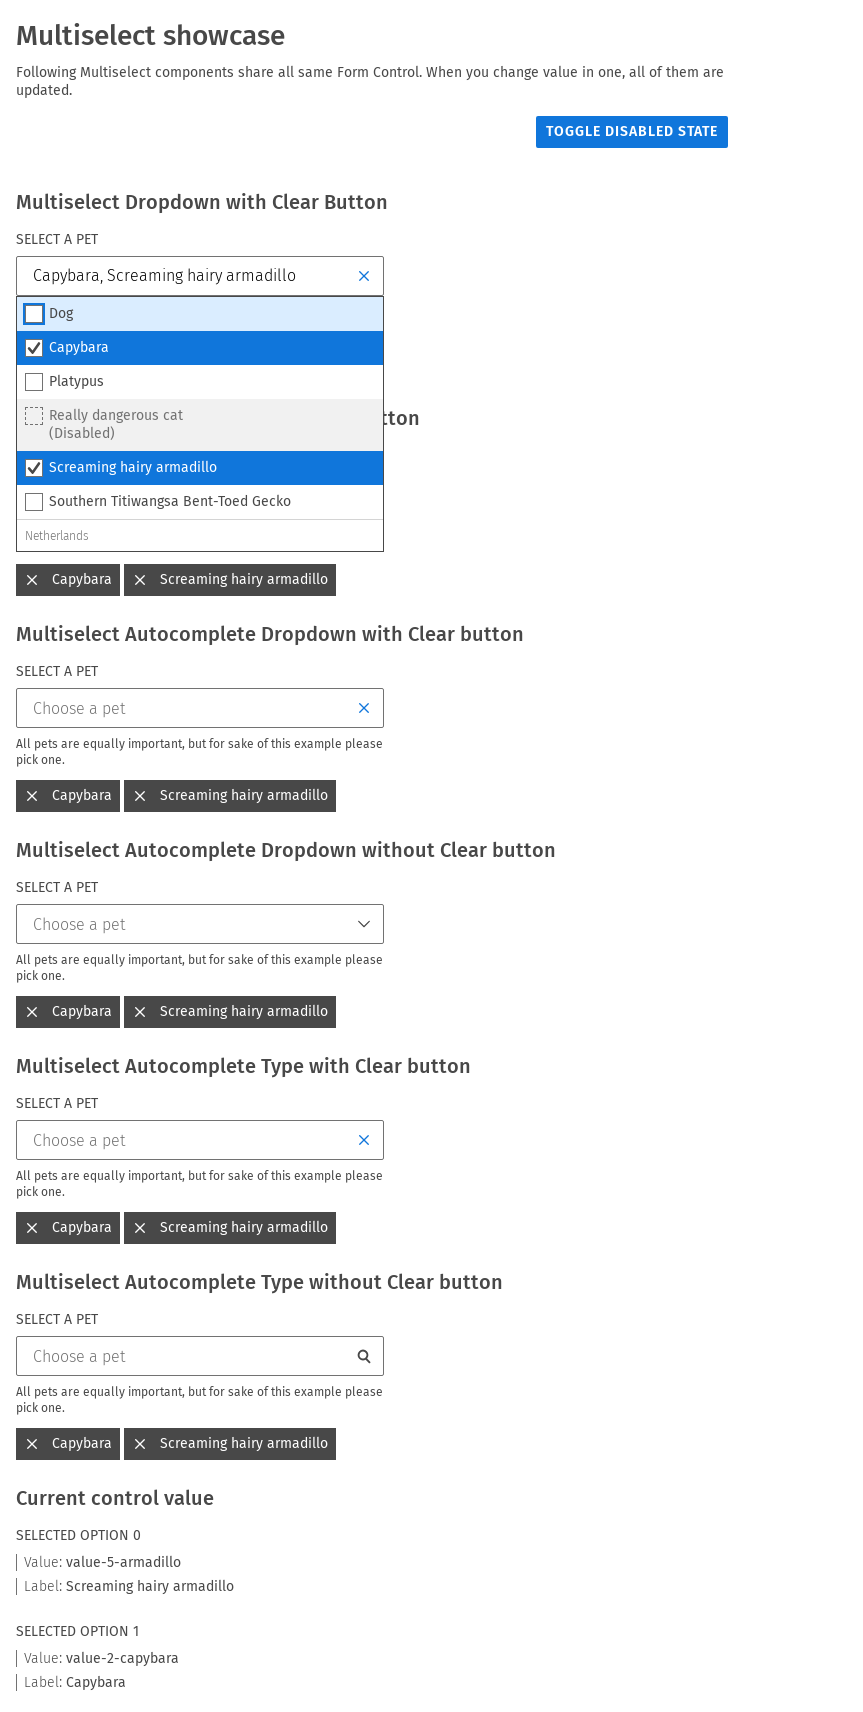 Multiselect showcase
Following Multiselect components share all same Form Control. When you change value in one, all of them are
updated.
TOGGLE DISABLED STATE
Multiselect Dropdown with Clear Button
SELECT A PET
Capybara, Screaming hairy armadillo
Dog
Capybara
Platypus
Really dangerous cat
(Disabled)
Screaming hairy armadillo
Southern Titiwangsa Bent-Toed Gecko
Netherlands
Capybara
Screaming hairy armadillo
Multiselect Autocomplete Dropdown with Clear button
SELECT A PET
Choose a pet
All pets are equally important, but for sake of this example please
pick one.
Capybara
Screaming hairy armadillo
Multiselect Autocomplete Dropdown without Clear button
SELECT A PET
Choose a pet
All pets are equally important, but for sake of this example please
pick one.
Capybara
Screaming hairy armadillo
Multiselect Autocomplete Type with Clear button
SELECT A PET
Choose a pet
All pets are equally important, but for sake of this example please
pick one.
Capybara
Screaming hairy armadillo
Multiselect Autocomplete Type without Clear button
SELECT A PET
Choose a pet
All pets are equally important, but for sake of this example please
pick one.
Capybara
Screaming hairy armadillo
Current control value
SELECTED OPTION 0
Value: value-5-armadillo
Label: Screaming hairy armadillo
SELECTED OPTION 1
Value: value-2-capybara
Label: Capybara